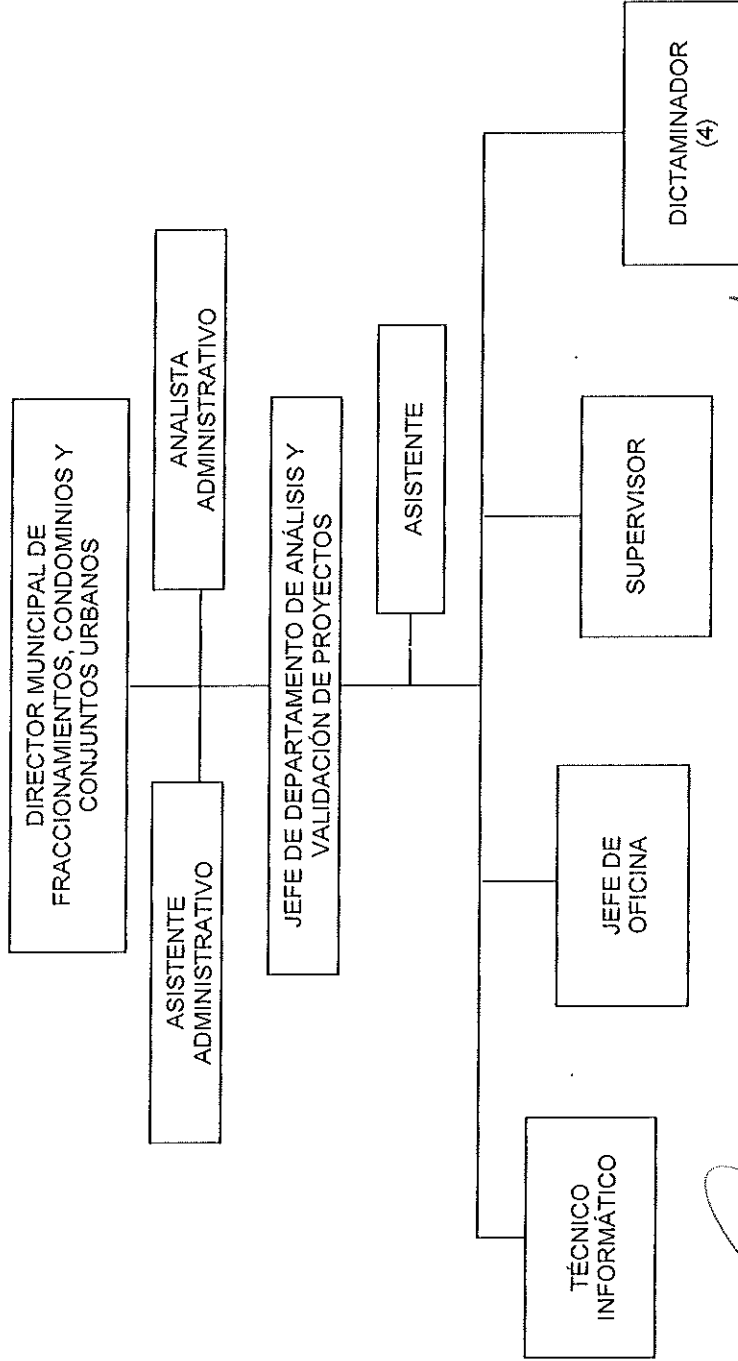 DIRECTOR MUNICIPAL DE
FRACCIONAMIENTOS, CONDOMINIOS Y
CONJUNTOS URBANOS
ASISTENTE
ADMINISTRATIVO
ANALISTA
ADMINISTRATIVO
JEFE DE DEPARTAMENTO DE ANÁLISIS Y
VALIDACIÓN DE PROYECTOS
ASISTENTE
TÉCNICO
INFORMÁTICO
JEFE DE
OFICINA
SUPERVISOR
DICTAMINADOR
(4)